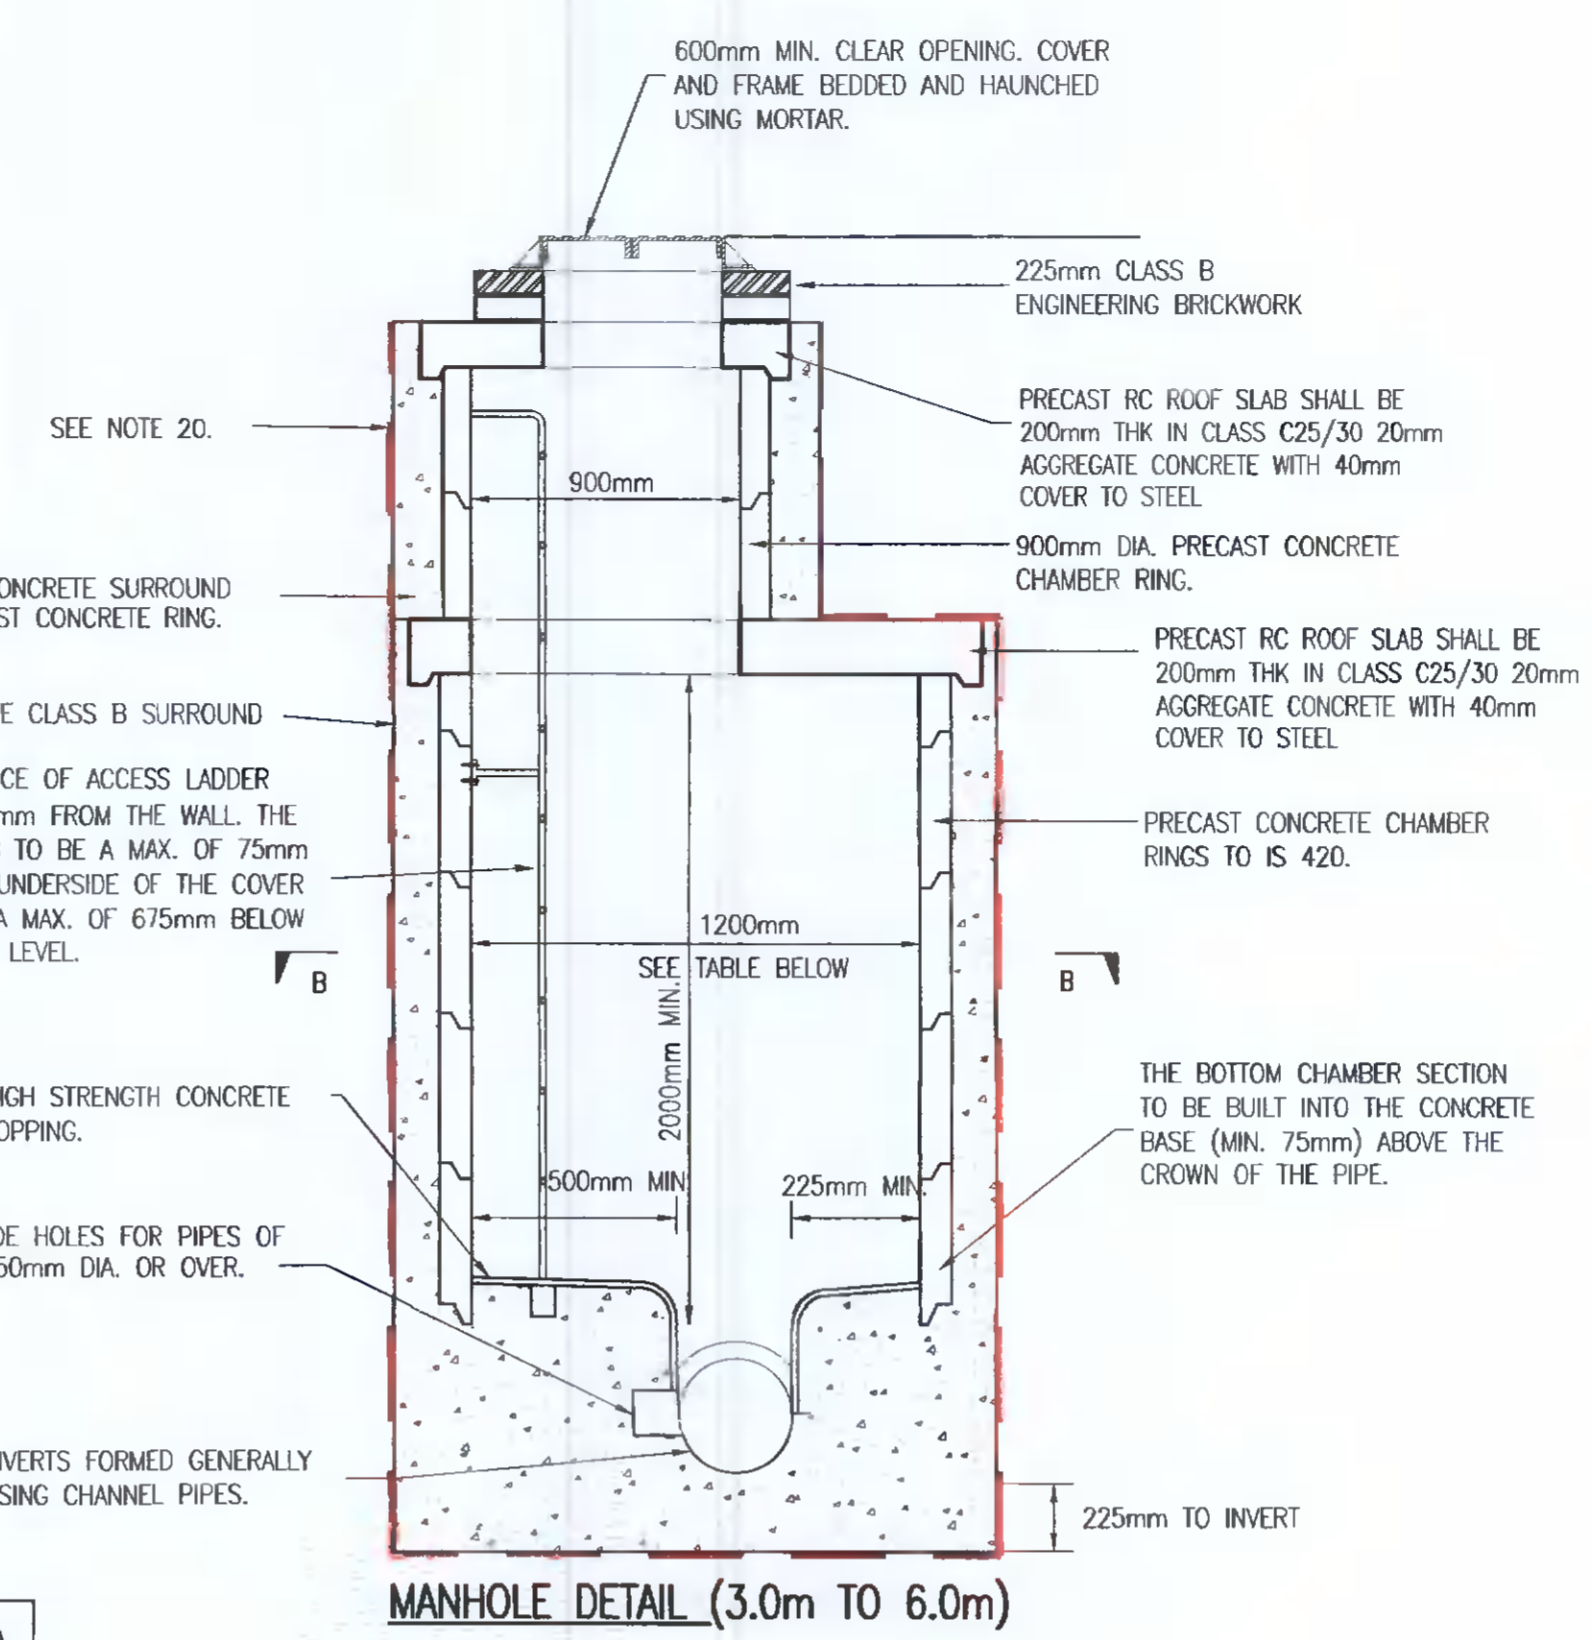 600mm MIN. CLEAR OPENING. COVER
AND FRAME BEDDED AND HAUNCHED
USING MORTAR.
225mm CLASS B
ENGINEERING BRICKWORK
PRECAST RC ROOF SLAB SHALL BE
200mm THK IN CLASS C25/30 20mm
AGGREGATE CONCRETE WITH 40mm
COVER TO STEEL
SEE NOTE 20.
900mm
900mm DIA. PRECAST CONCRETE
CHAMBER RING.
ONCRETE SURROUND
ST CONCRETE RING.
PRECAST RC ROOF SLAB SHALL BE
200mm THK IN CLASS C25/30 20mm
AGGREGATE CONCRETE WITH 40mm
COVER TO STEEL
E CLASS B SURROUND
CE OF ACCESS LADDER
mm FROM THE WALL. THE
TO BE A MAX. OF 75mm
UNDERSIDE OF THE COVER
A MAX. OF 675mm BELOW
LEVEL.
PRECAST CONCRETE CHAMBER
RINGS TO IS 420.
1200mm
SEE TABLE BELOW
B
B
2000mm MIN.
THE BOTTOM CHAMBER SECTION
TO BE BUILT INTO THE CONCRETE
BASE (MIN. 75mm) ABOVE THE
CROWN OF THE PIPE.
IGH STRENGTH CONCRETE
OPPING.
500mm MIN
225mm MIN.
DE HOLES FOR PIPES OF
50mm DIA. OR OVER.
NVERTS FORMED GENERALLY
SING CHANNEL PIPES.
225mm TO INVERT
MANHOLE DETAIL (3.0m TO 6.0m)